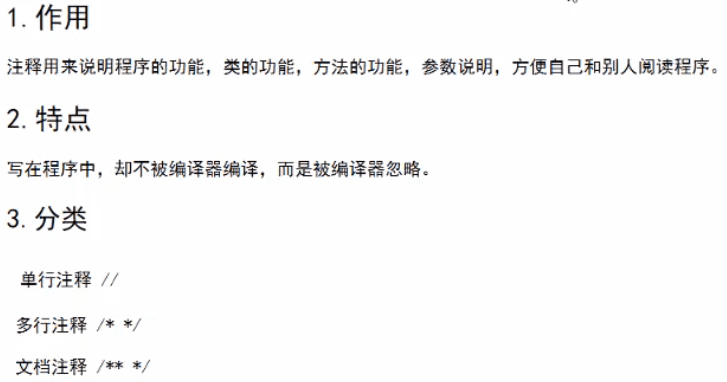 1.作用
注释用来说明程序的功能，类的功能，方法的功能，参数说明，方便自己和别人阅读程序。
2.特点
写在程序中，却不被编译器编译，而是被编译器忽略。
3.分类
单行注释 //
多行注释 /* */
文档注释 /** */